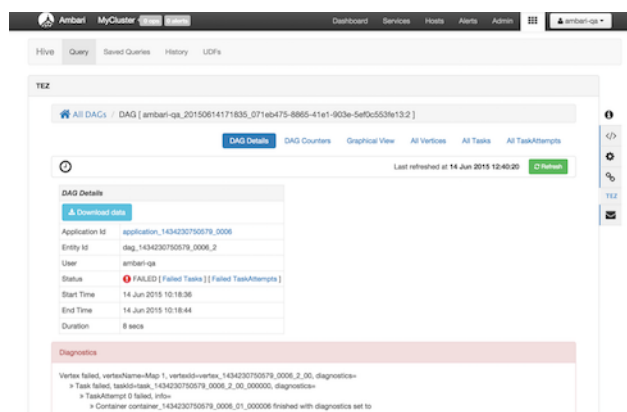 Ambari MyCluster 0 ops 0 alerts Dashboard Services Hosts Alerts Admin ambari-qa
Hive Query Saved Queries History UDFs
TEZ
All DAGs / DAG [ ambari-qa_20150614171835_071eb475-8865-41e1-903e-5ef0c553fe13:2 ]
DAG Details DAG Counters Graphical View All Vertices All Tasks All TaskAttempts
Last refreshed at 14 Jun 2015 12:40:20 Refresh
DAG Details
Download data
TEZ
Application Id application_1434230750579_0006
Entity Id dag_1434230750579_0006_2
User ambari-qa
Status FAILED [ Failed Tasks ] [ Failed TaskAttempts ]
Start Time 14 Jun 2015 10:18:36
End Time 14 Jun 2015 10:18:44
Duration 8 secs
Diagnostics
Vertex failed, vertexName=Map 1, vertexId=vertex_1434230750579_0006_2_00, diagnostics=
> Task failed, taskId=task_1434230750579_0006_2_00_000000, diagnostics=
> TaskAttempt 0 failed, info=
> Container container_1434230750579_0006_01_000006 finished with diagnostics set to